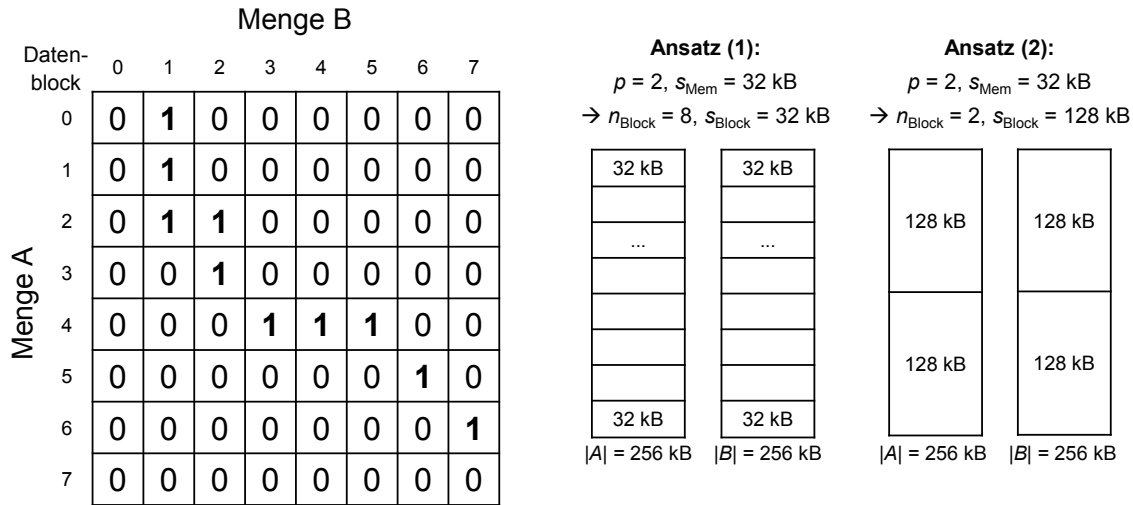 Menge B
Daten-
block 0 1 2 3 4 5 6 7
Menge A
0 0 1 0 0 0 0 0 0
1 0 1 0 0 0 0 0 0
2 0 1 1 0 0 0 0 0
3 0 0 1 0 0 0 0 0
4 0 0 0 1 1 1 0 0
5 0 0 0 0 0 0 1 0
6 0 0 0 0 0 0 0 1
7 0 0 0 0 0 0 0 0
Ansatz (1):
p = 2, sMem = 32 kB
→ nBlock = 8, sBlock = 32 kB
32 kB 32 kB
... ...
32 kB 32 kB
|A| = 256 kB |B| = 256 kB
Ansatz (2):
p = 2, sMem = 32 kB
→ nBlock = 2, sBlock = 128 kB
128 kB 128 kB
128 kB 128 kB
|A| = 256 kB |B| = 256 kB